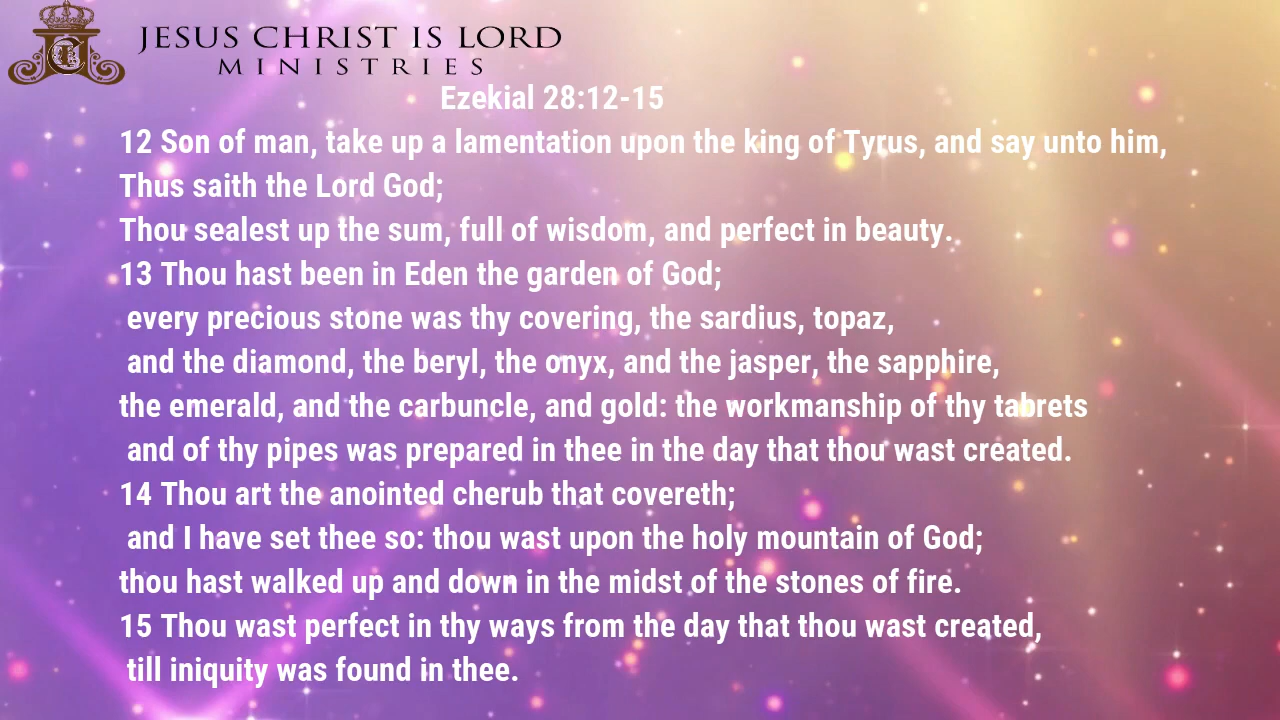 JESUS CHRIST IS LORD
MINISTRIES
Ezekial 28:12-15
12 Son of man, take up a lamentation upon the king of Tyrus, and say unto him,
Thus saith the Lord God;
Thou sealest up the sum, full of wisdom, and perfect in beauty.
13 Thou hast been in Eden the garden of God;
every precious stone was thy covering, the sardius, topaz,
and the diamond, the beryl, the onyx, and the jasper, the sapphire,
the emerald, and the carbuncle, and gold: the workmanship of thy tabrets
and of thy pipes was prepared in thee in the day that thou wast created.
14 Thou art the anointed cherub that covereth;
and I have set thee so: thou wast upon the holy mountain of God;
thou hast walked up and down in the midst of the stones of fire.
15 Thou wast perfect in thy ways from the day that thou wast created,
till iniquity was found in thee.